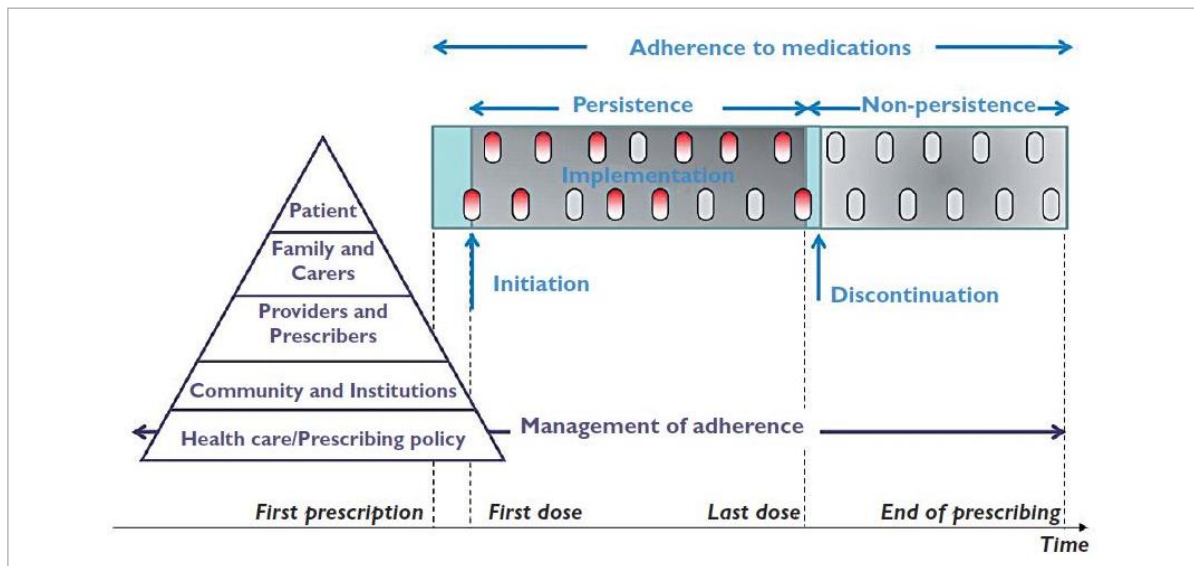 Adherence to medications
Persistence
Non-persistence
Implementation
Patient
Family and
Carers
Initiation
Discontinuation
Providers and
Prescribers
Community and Institutions
Management of adherence
Health care/Prescribing policy
First prescription
First dose
Last dose
End of prescribing
Time